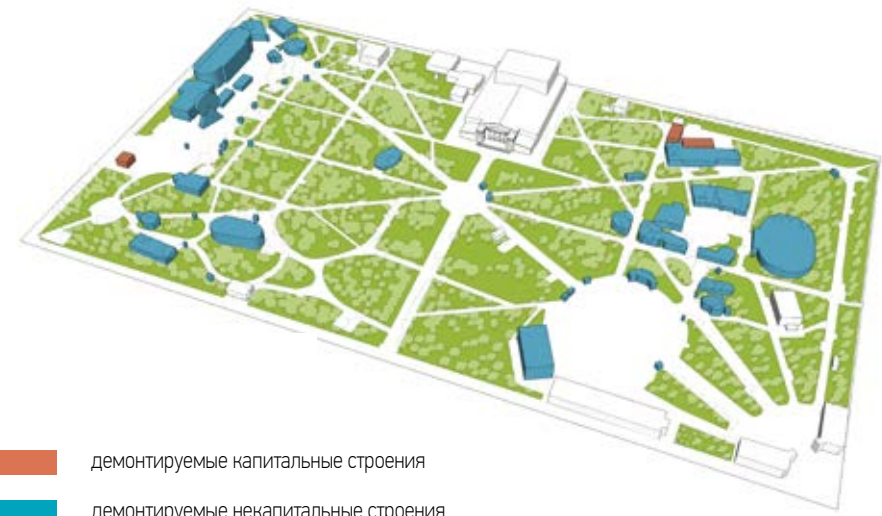 демонтируемые капитальные строения
демонтируемые некапитальные строения